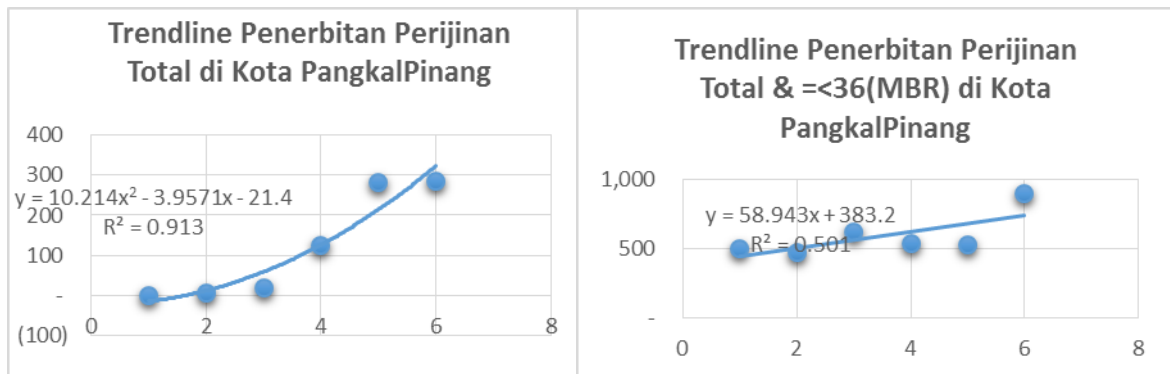 Trendline Penerbitan Perijinan
Total di Kota PangkalPinang
400
300
y = 10.214x² - 3.9571x - 21.4
200
R² = 0.913
100
-
(100)
0
2
4
6
8
Trendline Penerbitan Perijinan
Total & =<36(MBR) di Kota
PangkalPinang
1,000
y = 58.943x + 383.2
500
R² = 0.501
-
0
2
4
6
8